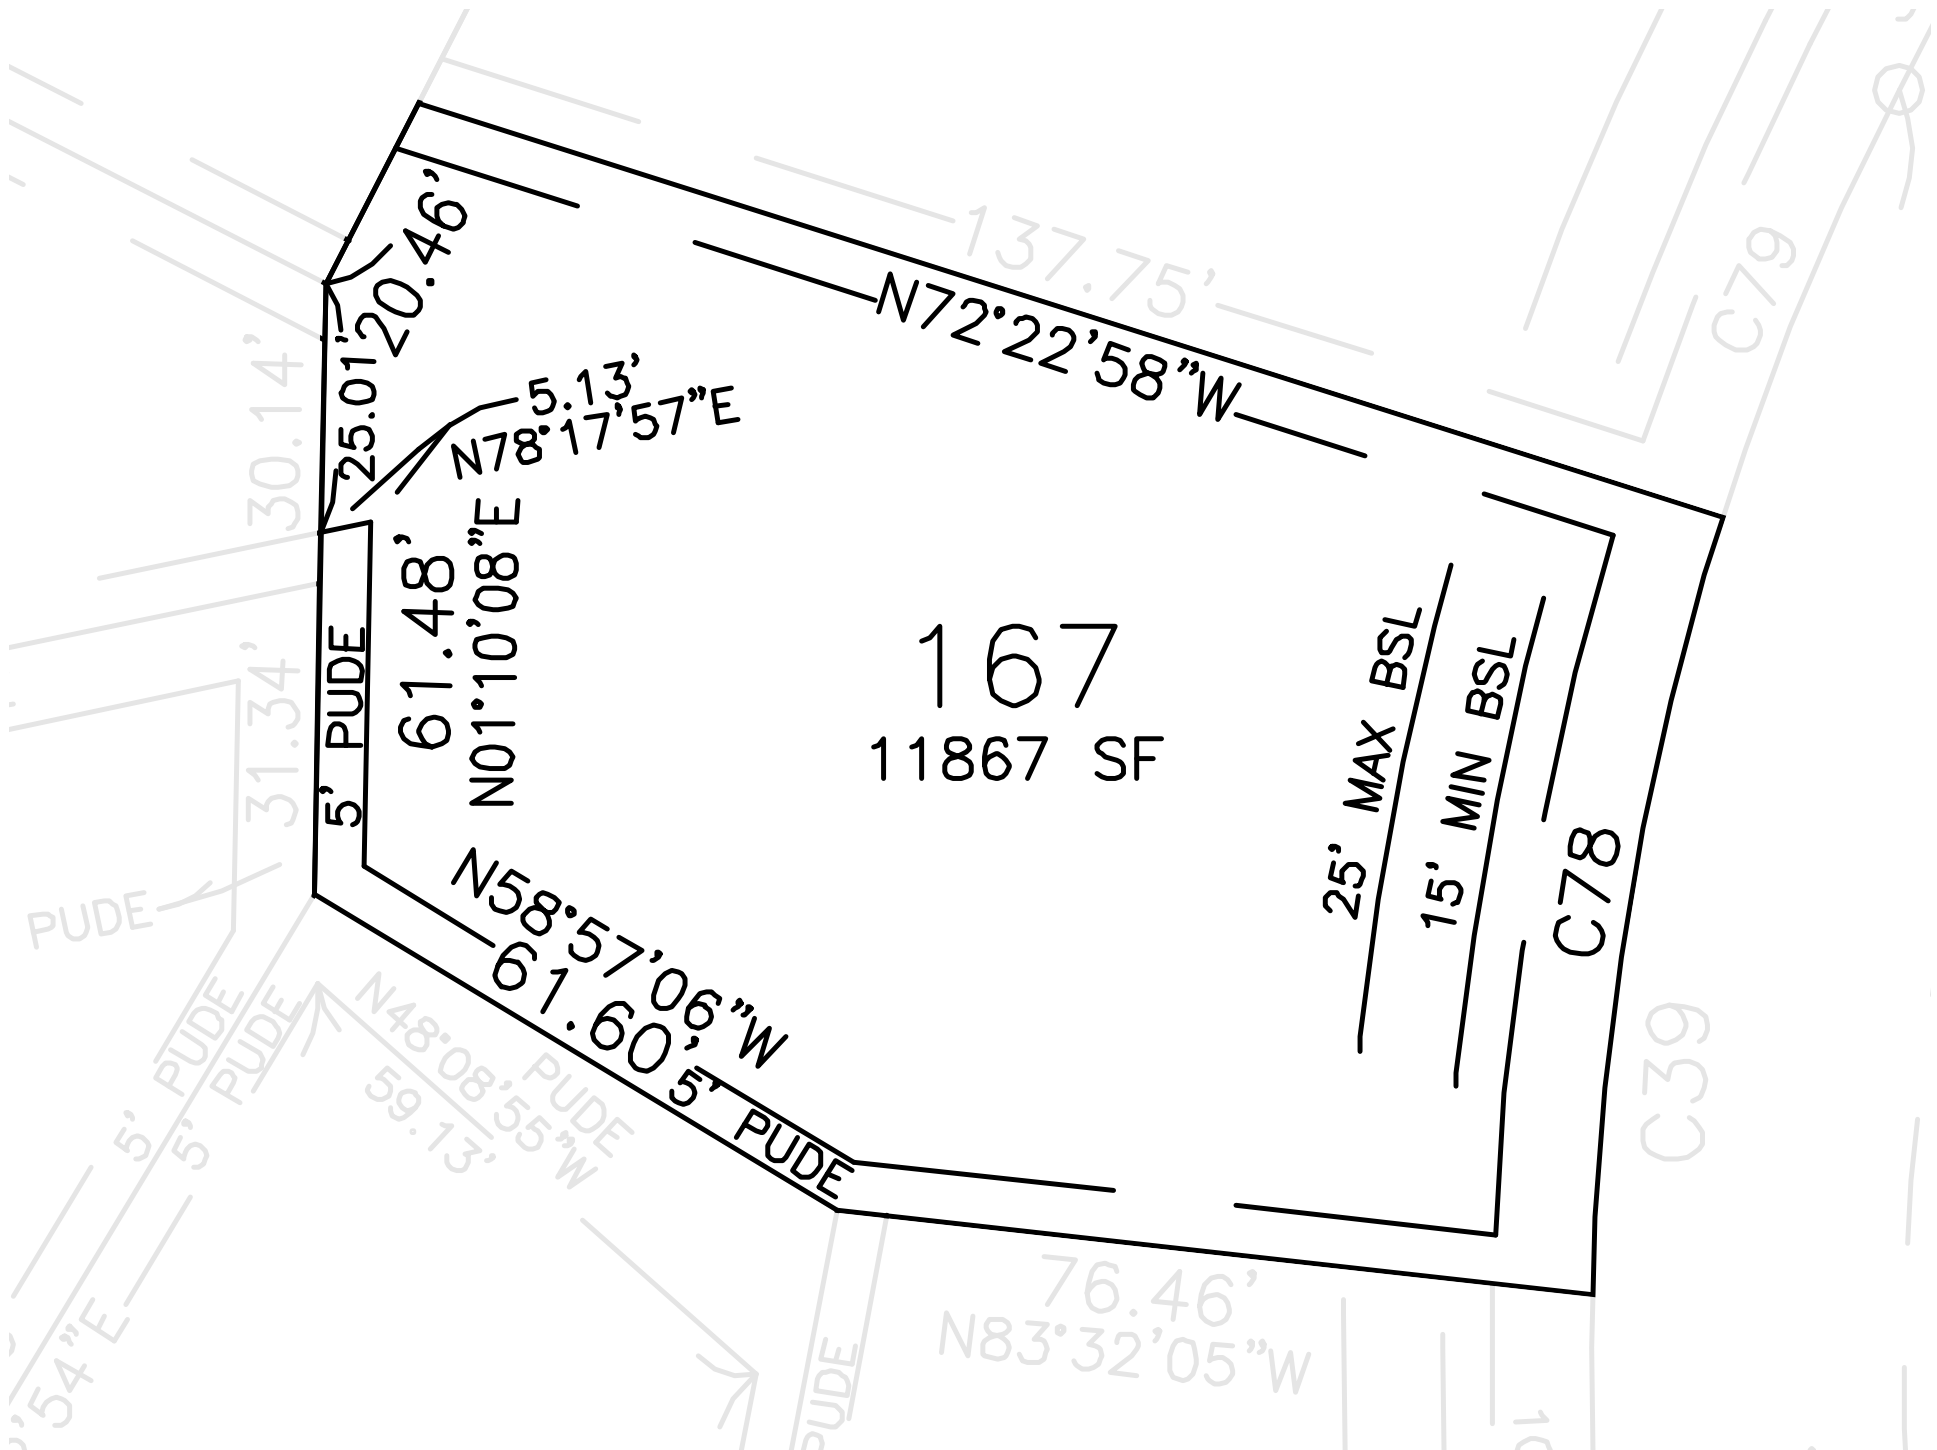 137.75'
N72°22'58"W
20.46'
25.01'
30.14'
5.13'
N78°17'57"E
C79
61.48'
N01°10'08"E
5' PUDE
31.34'
167
11867 SF
25' MAX BSL
15' MIN BSL
C78
C39
PUDE
N58°57'06"W
61.60'
5' PUDE
5' PUDE
5' PUDE
N48°08'55"W
59.13'
PUDE
76.46'
N83°32'05"W
PUDE
'54"E